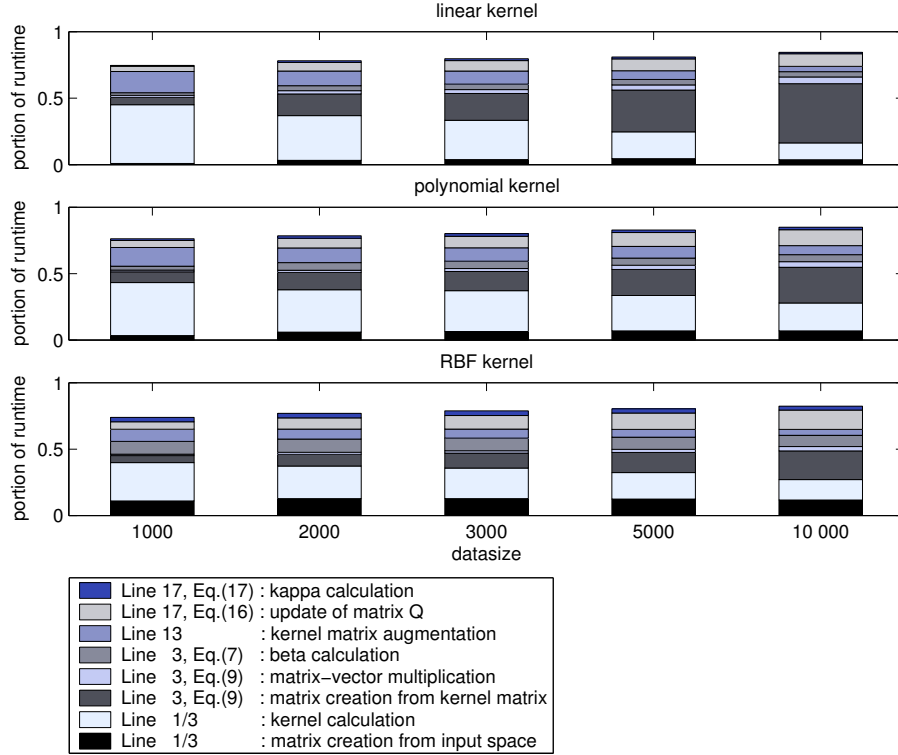 linear kernel
1
0.5
0
portion of runtime
polynomial kernel
1
0.5
0
portion of runtime
RBF kernel
1
0.5
0
portion of runtime
1000 2000 3000 5000 10 000
datasize
Line 17, Eq.(17) : kappa calculation
Line 17, Eq.(16) : update of matrix Q
Line 13 : kernel matrix augmentation
Line 3, Eq.(7) : beta calculation
Line 3, Eq.(9) : matrix−vector multiplication
Line 3, Eq.(9) : matrix creation from kernel matrix
Line 1/3 : kernel calculation
Line 1/3 : matrix creation from input space